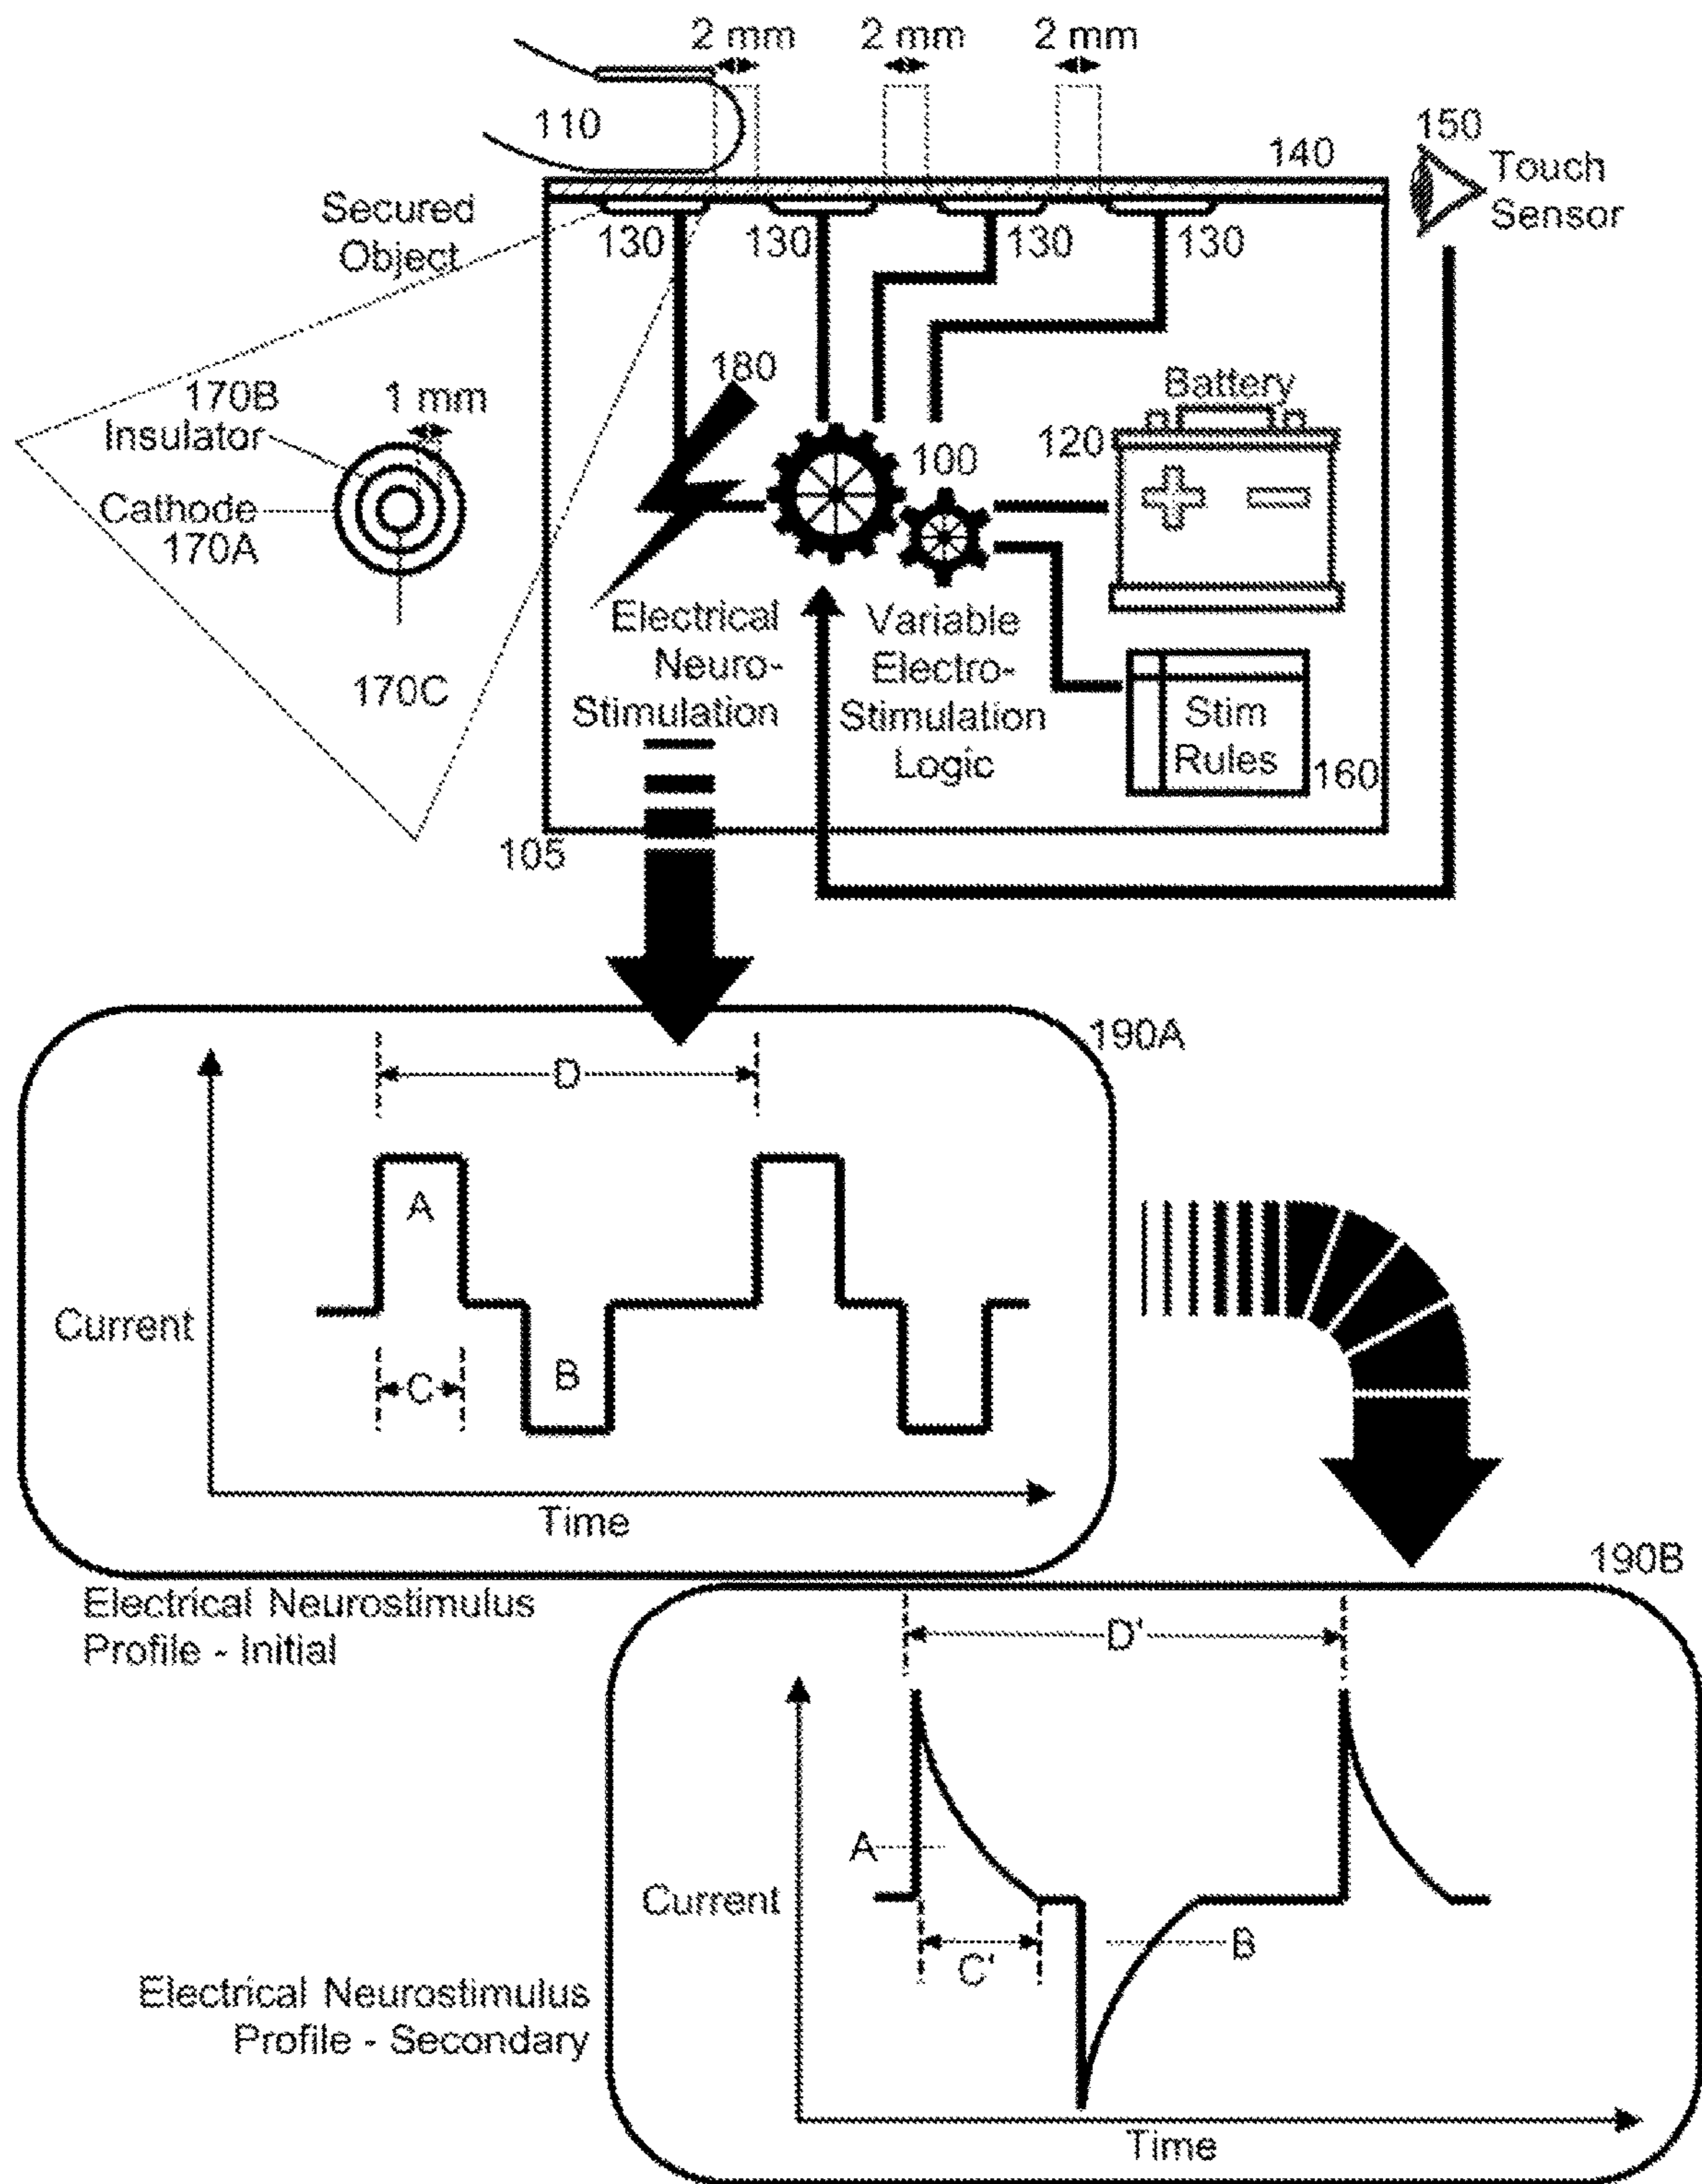 2 mm 2 mm 2 mm
110
140
150
Touch
Sensor
Secured
Object
130 130 130 130
180
Battery
170B
Insulator
1 mm
120
100
Cathode
170A
170C
Electrical
Neuro-
Stimulation
Variable
Electro-
Stimulation
Logic
Stim
Rules
160
105
190A
D
A
Current
C
B
Time
Electrical Neurostimulus
Profile - Initial
190B
D'
A
Current
C'
B
Electrical Neurostimulus
Profile - Secondary
Time